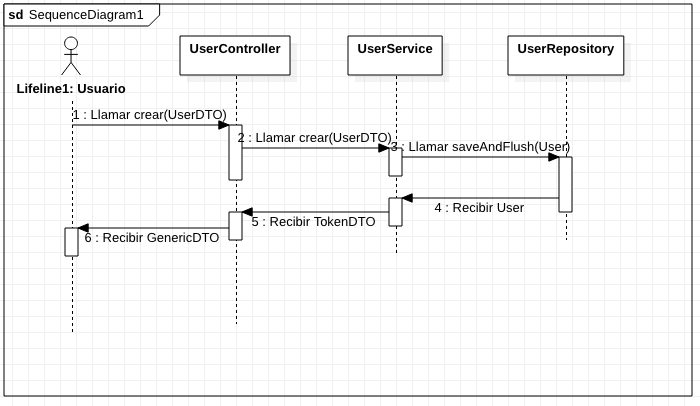 sd SequenceDiagram1
UserController
UserService
UserRepository
Lifeline1: Usuario
1 : Llamar crear(UserDTO)
2 : Llamar crear(UserDTO)
3 : Llamar saveAndFlush(User)
4 : Recibir User
5 : Recibir TokenDTO
6 : Recibir GenericDTO